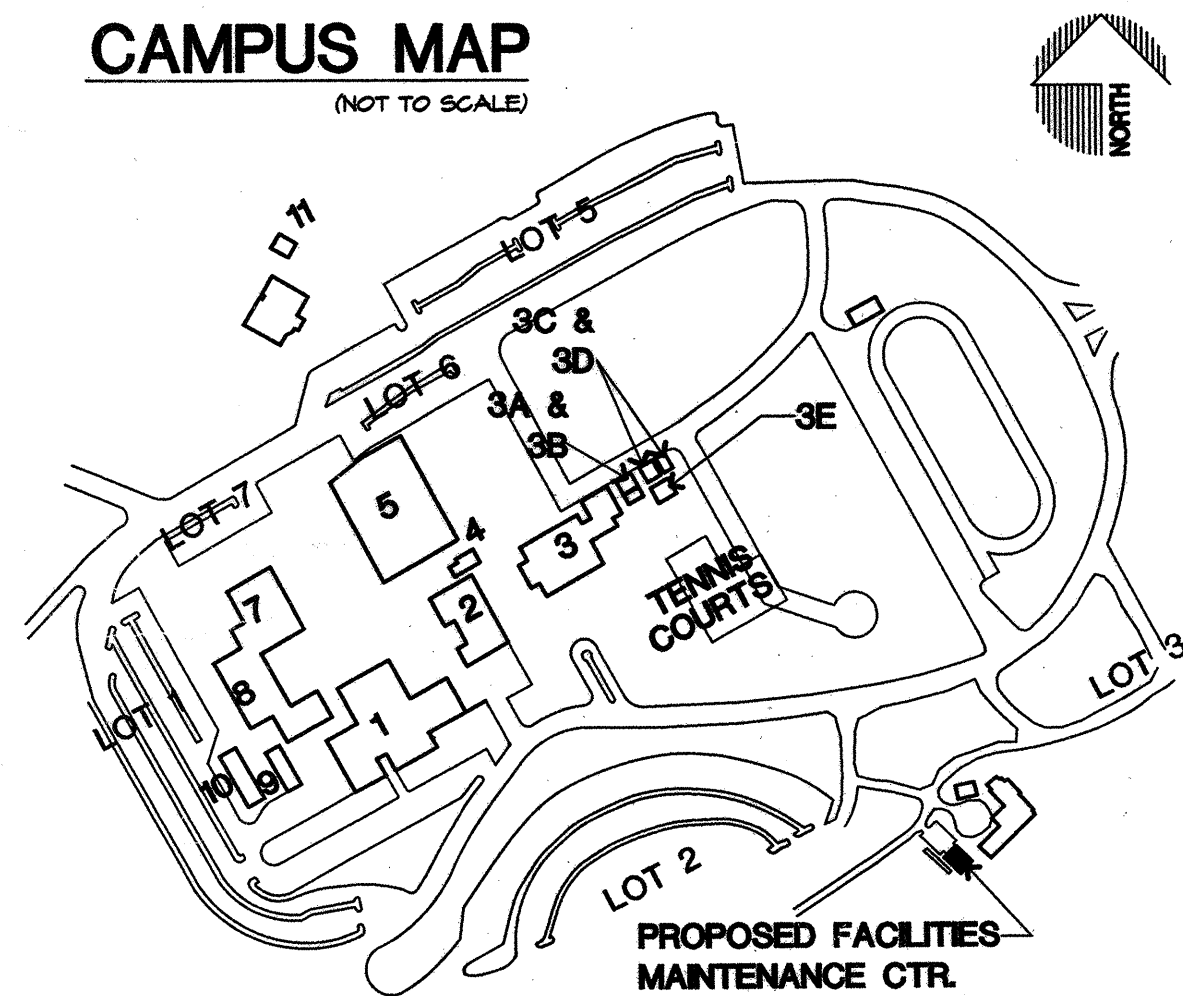 CAMPUS MAP
(NOT TO SCALE)
NORTH
11
LOT 5
3C &
3D
LOT 6
3A &
3B
3E
5
LOT 7
4
3
TENNIS
COURTS
7
2
8
1
LOT 1
LOT 3
10
9
LOT 2
PROPOSED FACILITIES
MAINTENANCE CTR.